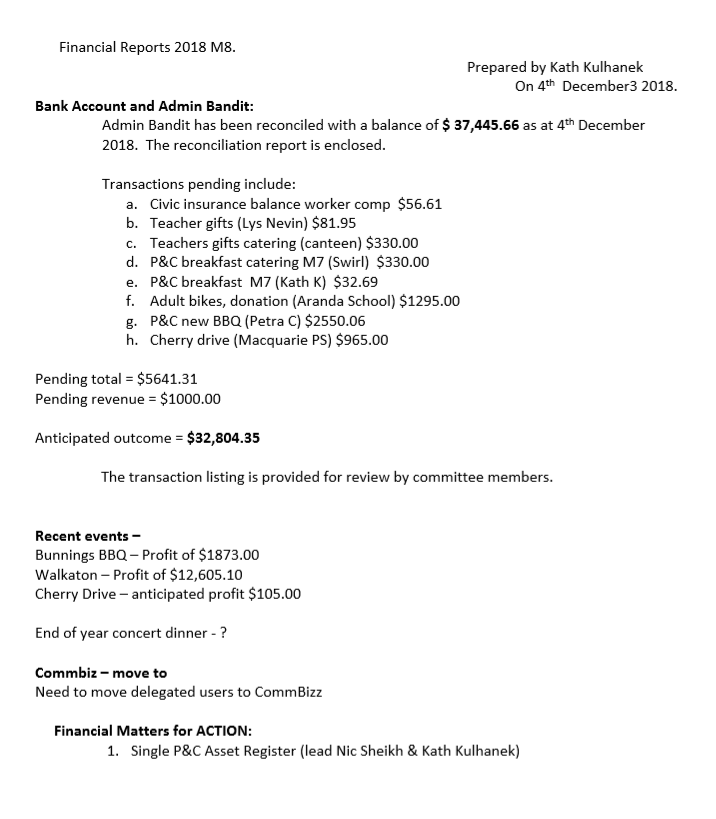 Financial Reports 2018 M8.
Prepared by Kath Kulhanek
On 4th December3 2018.
Bank Account and Admin Bandit:
Admin Bandit has been reconciled with a balance of $ 37,445.66 as at 4th December
2018. The reconciliation report is enclosed.
Transactions pending include:
a. Civic insurance balance worker comp $56.61
b. Teacher gifts (Lys Nevin) $81.95
c. Teachers gifts catering (canteen) $330.00
d. P&C breakfast catering M7 (Swirl) $330.00
e. P&C breakfast M7 (Kath K) $32.69
f. Adult bikes, donation (Aranda School) $1295.00
g. P&C new BBQ (Petra C) $2550.06
h. Cherry drive (Macquarie PS) $965.00
Pending total = $5641.31
Pending revenue = $1000.00
Anticipated outcome = $32,804.35
The transaction listing is provided for review by committee members.
Recent events –
Bunnings BBQ – Profit of $1873.00
Walkaton – Profit of $12,605.10
Cherry Drive – anticipated profit $105.00
End of year concert dinner - ?
Commbiz – move to
Need to move delegated users to CommBizz
Financial Matters for ACTION:
1. Single P&C Asset Register (lead Nic Sheikh & Kath Kulhanek)